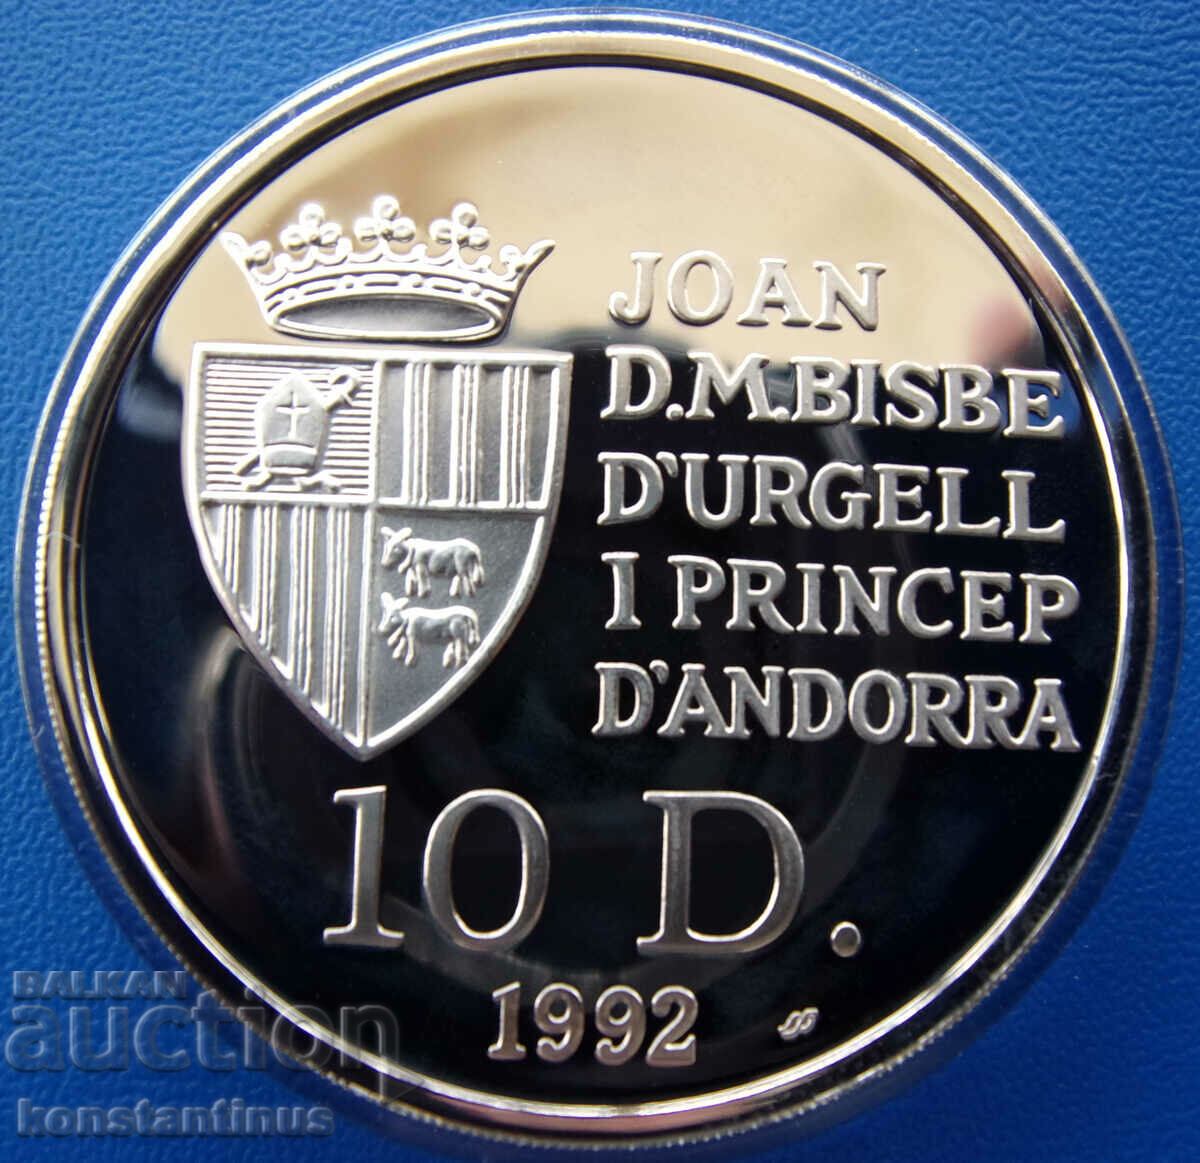 JOAN
D.M.BISBE
D'URGELL
I PRINCEP
D'ANDORRA
10 D.
1992
BALKAN
auction
konstantinus